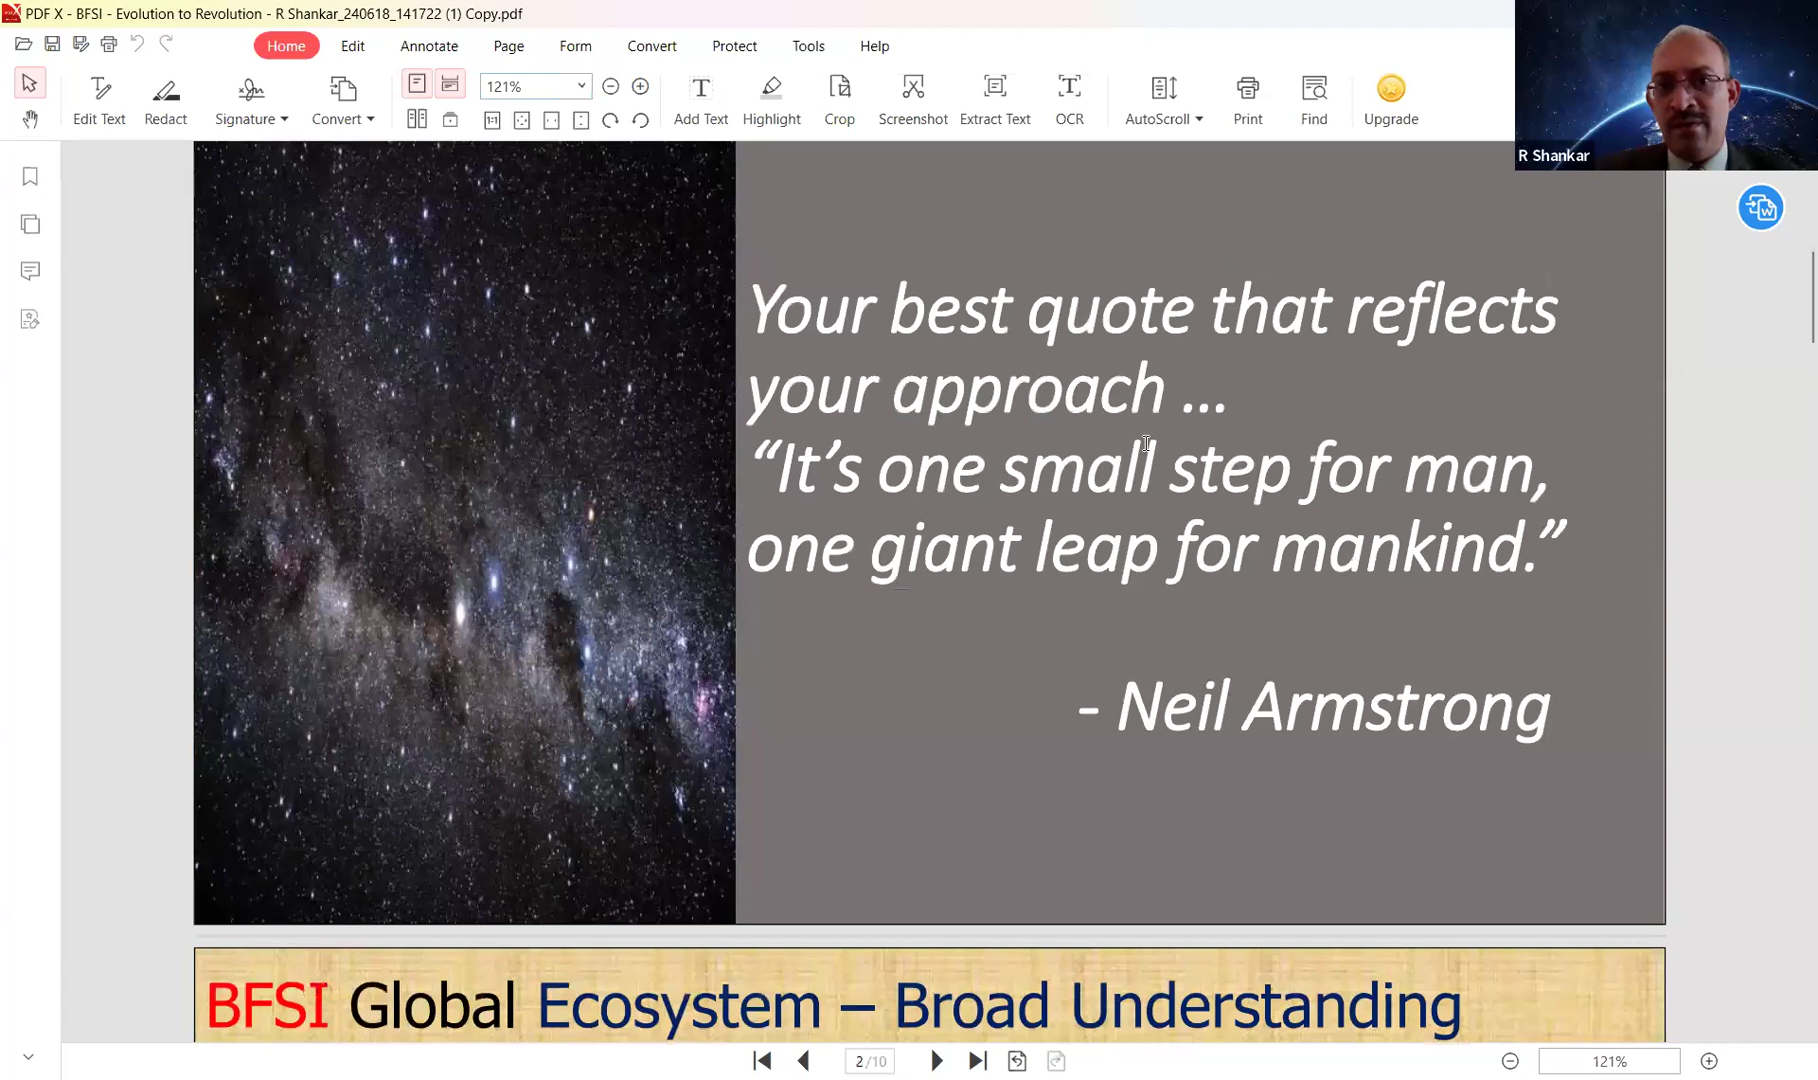 PDF X - BFSI - Evolution to Revolution - R Shankar_240618_141722 (1) Copy.pdf
Home Edit Annotate Page Form Convert Protect Tools Help
121%
Edit Text Redact Signature Convert Add Text Highlight Crop Screenshot Extract Text OCR AutoScroll Print Find Upgrade
R Shankar
Your best quote that reflects
your approach ...
“It’s one small step for man,
one giant leap for mankind.”
- Neil Armstrong
BFSI Global Ecosystem – Broad Understanding
2 /10
121%